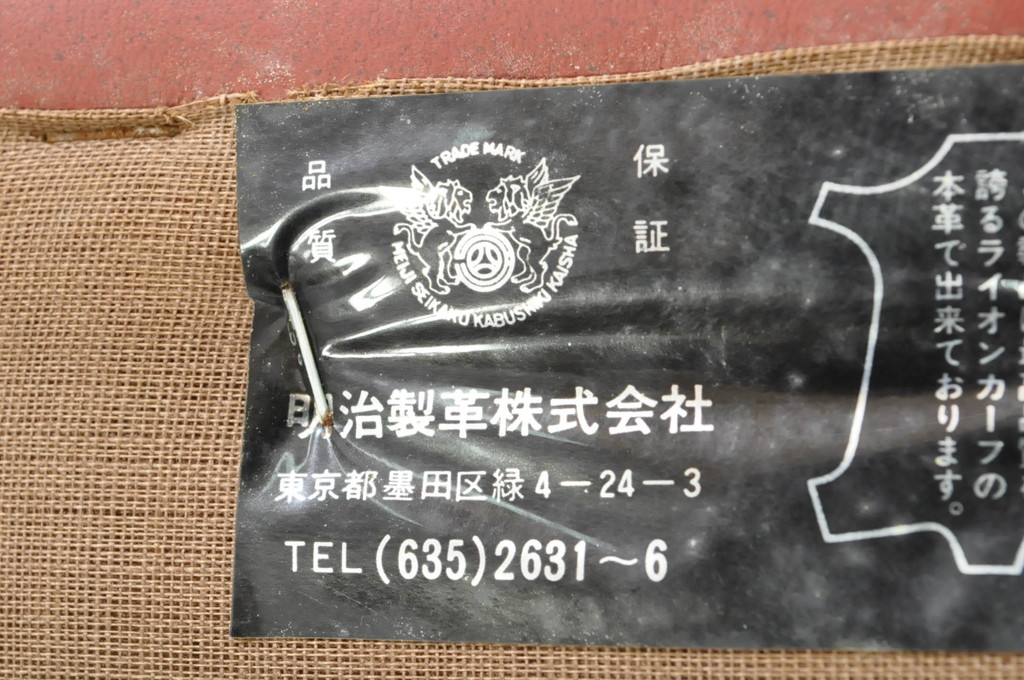 品質
保証
TRADE MARK
MEIJI SEIKAKU KABUSHIKI KAISHA
明治製革株式会社
東京都墨田区緑4-24-3
TEL (635)2631～6
誇るライオンカーフの
本革で出来ております。